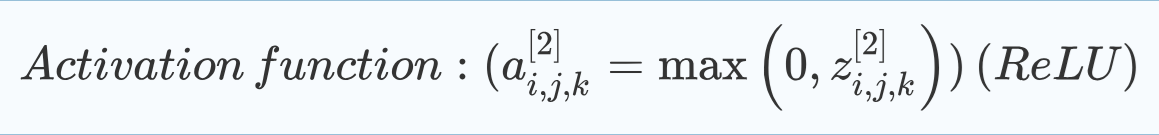 Activation function : (a^{[2]}_{i,j,k} = max(0, z^{[2]}_{i,j,k})) (ReLU)